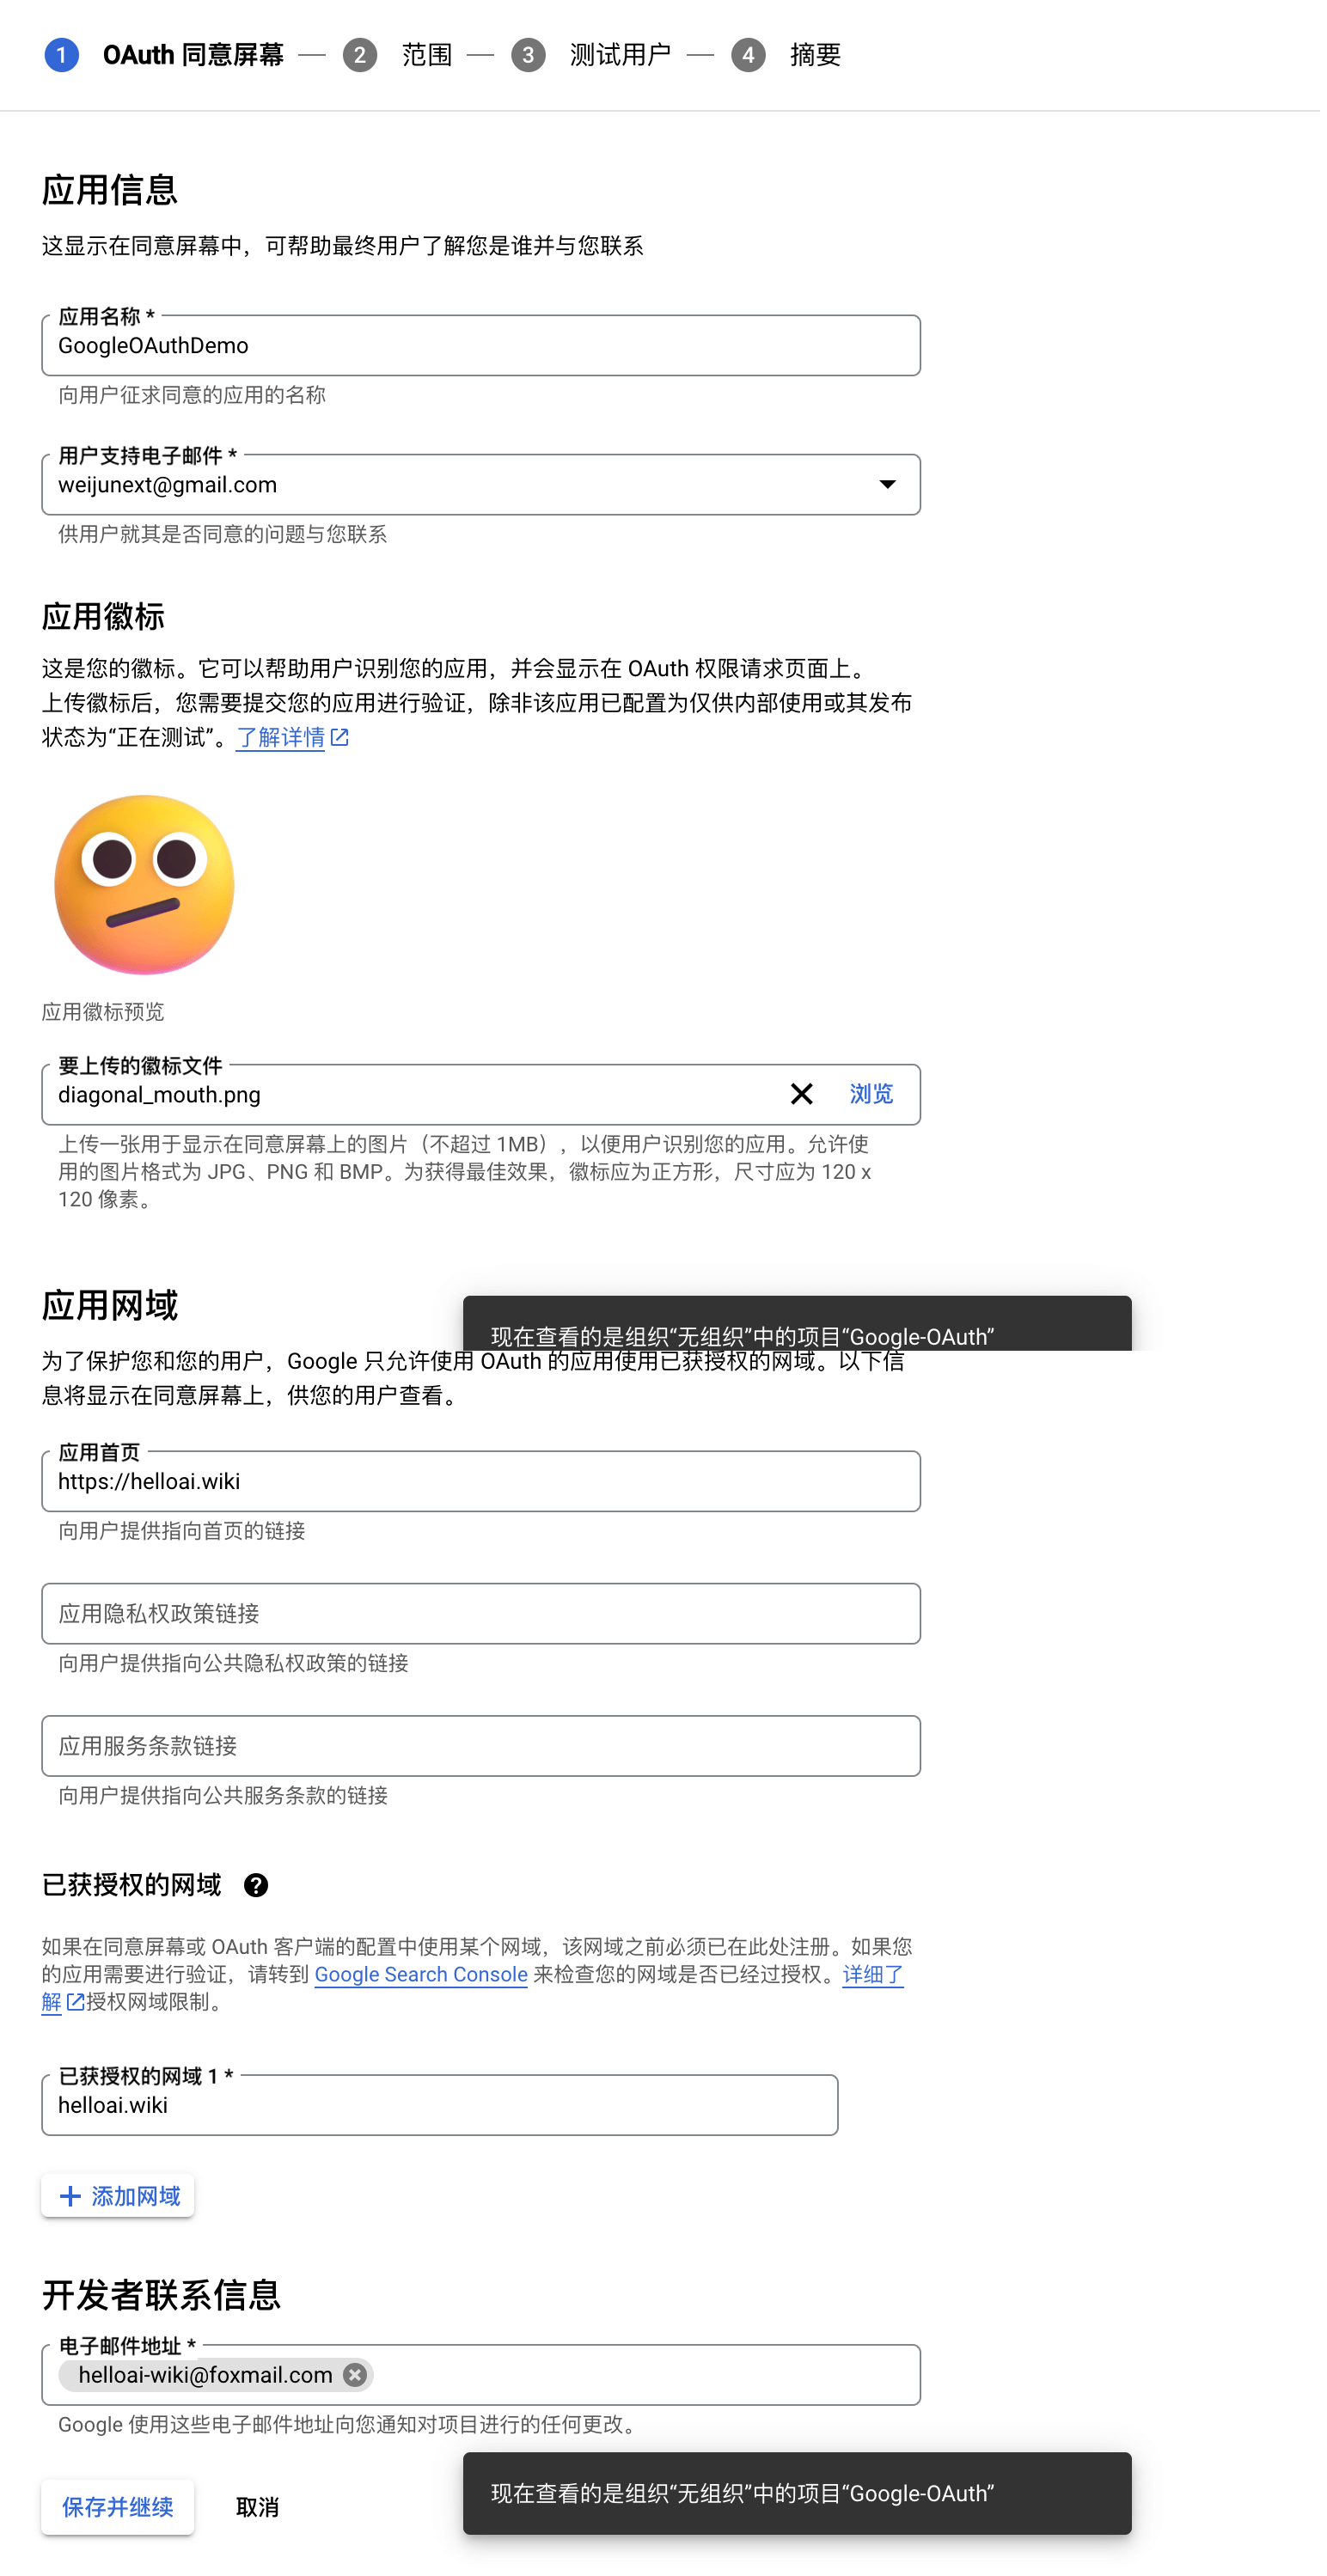 1 OAuth 同意屏幕 — 2 范围 — 3 测试用户 — 4 摘要
应用信息
这显示在同意屏幕中，可帮助最终用户了解您是谁并与您联系
应用名称 *
GoogleOAuthDemo
向用户征求同意的应用的名称
用户支持电子邮件 *
weijunext@gmail.com
供用户就其是否同意的问题与您联系
应用徽标
这是您的徽标。它可以帮助用户识别您的应用，并会显示在 OAuth 权限请求页面上。
上传徽标后，您需要提交您的应用进行验证，除非该应用已配置为仅供内部使用或其发布
状态为“正在测试”。了解详情
应用徽标预览
要上传的徽标文件
diagonal_mouth.png 浏览
上传一张用于显示在同意屏幕上的图片（不超过 1MB），以便用户识别您的应用。允许使
用的图片格式为 JPG、PNG 和 BMP。为获得最佳效果，徽标应为正方形，尺寸应为 120 x
120 像素。
应用网域
现在查看的是组织“无组织”中的项目“Google-OAuth”
为了保护您和您的用户，Google 只允许使用 OAuth 的应用使用已获授权的网域。以下信
息将显示在同意屏幕上，供您的用户查看。
应用首页
https://helloai.wiki
向用户提供指向首页的链接
应用隐私权政策链接
向用户提供指向公共隐私权政策的链接
应用服务条款链接
向用户提供指向公共服务条款的链接
已获授权的网域
如果在同意屏幕或 OAuth 客户端的配置中使用某个网域，该网域之前必须已在此处注册。如果您
的应用需要进行验证，请转到 Google Search Console 来检查您的网域是否已经过授权。详细了
解授权网域限制。
已获授权的网域 1 *
helloai.wiki
添加网域
开发者联系信息
电子邮件地址 *
helloai-wiki@foxmail.com
Google 使用这些电子邮件地址向您通知对项目进行的任何更改。
保存并继续 取消
现在查看的是组织“无组织”中的项目“Google-OAuth”